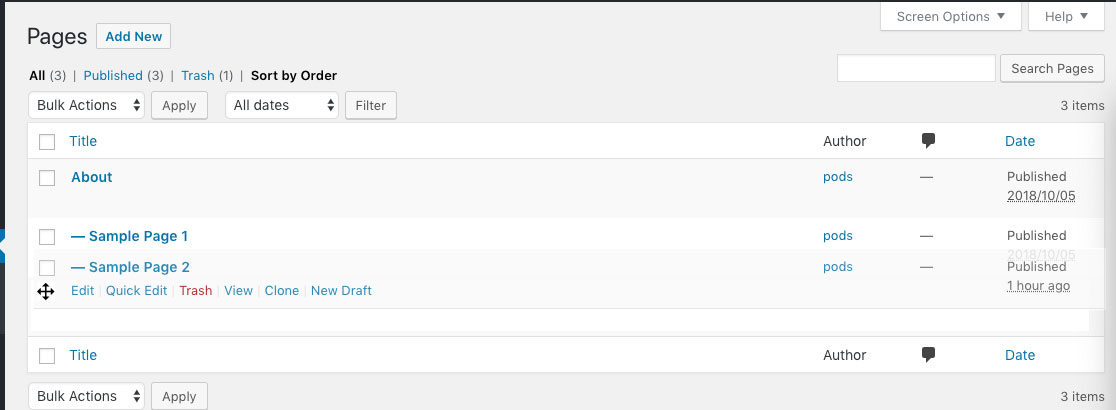 Screen Options ▼ Help ▼
Pages Add New
All (3) | Published (3) | Trash (1) | Sort by Order
Search Pages
Bulk Actions Apply All dates Filter 3 items
Title Author Date
About pods — Published
2018/10/05
— Sample Page 1 pods — Published
2018/10/05
— Sample Page 2 pods — Published
Edit | Quick Edit | Trash | View | Clone | New Draft 1 hour ago
Title Author Date
Bulk Actions Apply 3 items